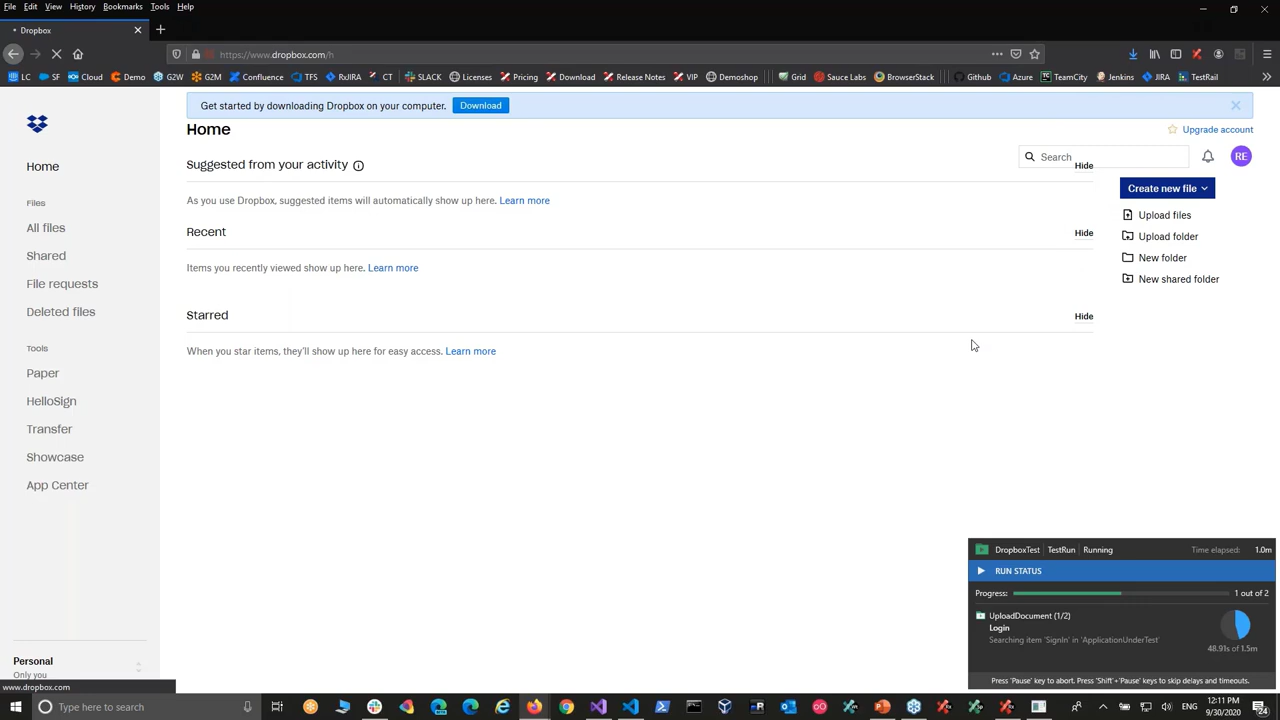 File Edit View History Bookmarks Tools Help
Dropbox
https://www.dropbox.com/h
LC SF Cloud Demo G2W G2M Confluence TFS RxJIRA CT SLACK Licenses Pricing Download Release Notes VIP Demoshop Grid Sauce Labs BrowserStack Github Azure TeamCity Jenkins JIRA TestRail
Get started by downloading Dropbox on your computer. Download
Home
Upgrade account
Suggested from your activity
Hide
Search
RE
As you use Dropbox, suggested items will automatically show up here. Learn more
Recent
Hide
Items you recently viewed show up here. Learn more
Starred
Hide
When you star items, they'll show up here for easy access. Learn more
Create new file
Upload files
Upload folder
New folder
New shared folder
Home
Files
All files
Shared
File requests
Deleted files
Tools
Paper
HelloSign
Transfer
Showcase
App Center
Personal
Only you
www.dropbox.com
DropboxTest TestRun Running Time elapsed: 1.0m
RUN STATUS
Progress: 1 out of 2
UploadDocument (1/2)
Login
Searching item 'SignIn' in 'ApplicationUnderTest'
48.91s of 1.5m
Press 'Pause' key to abort. Press 'Shift'+'Pause' keys to skip delays and timeouts.
Type here to search
12:11 PM
9/30/2020
24